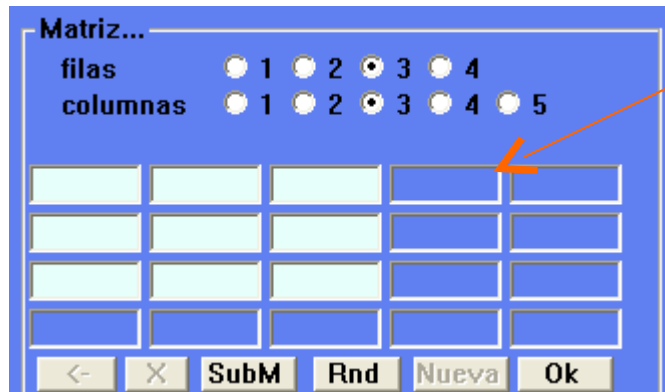 Matriz...
filas 1 2 3 4
columnas 1 2 3 4 5
<- X SubM Rnd Nueva Ok